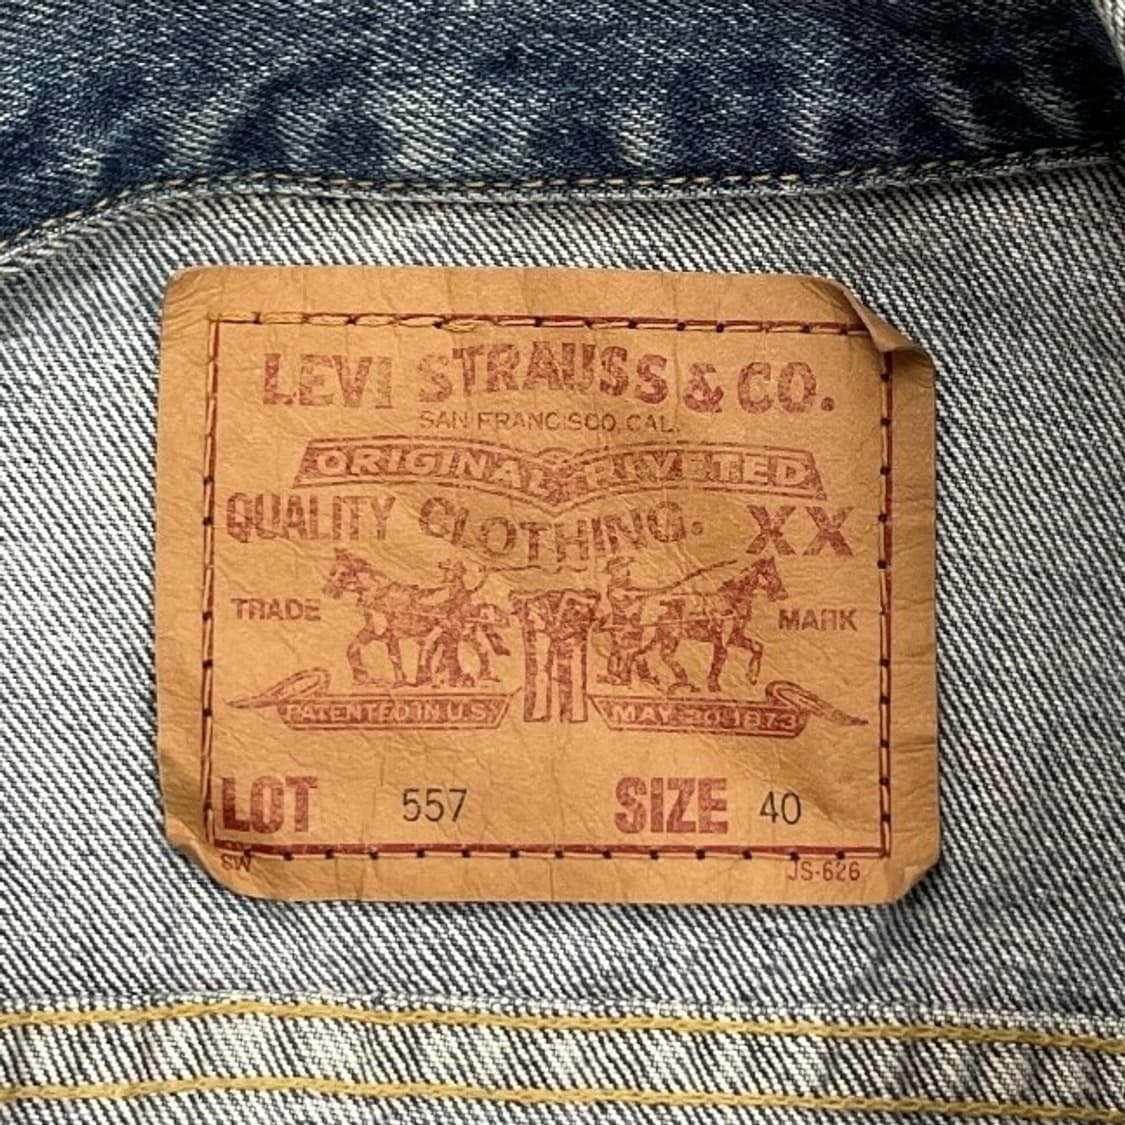 LEVI STRAUSS & CO.
SAN FRANCISCO, CAL.
ORIGINAL RIVETED
QUALITY CLOTHING. XX
TRADE MARK
PATENTED IN U.S. MAY 20 1873
LOT 557 SIZE 40
SW JS-626